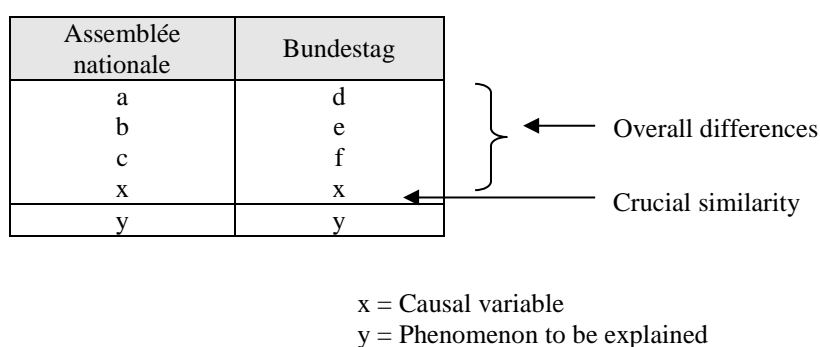 Assemblée
nationale
Bundestag
a d
b e
c f
x x
y y
Overall differences
Crucial similarity
x = Causal variable
y = Phenomenon to be explained